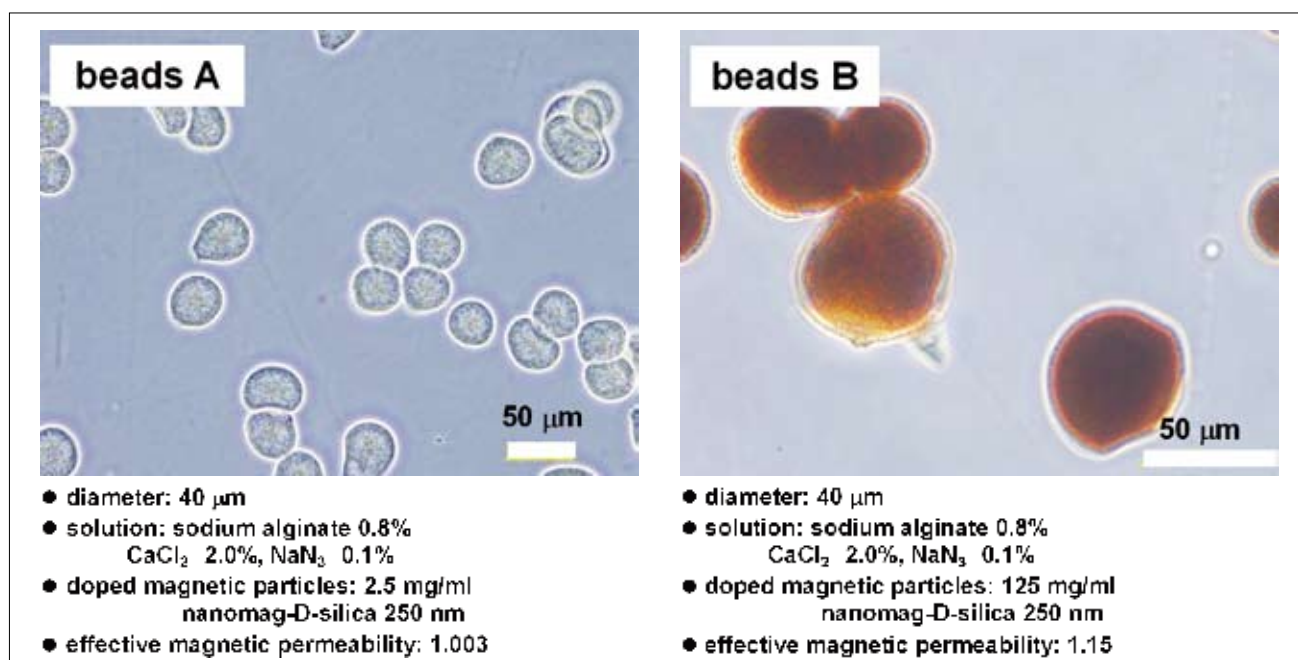 beads A
50 μm
● diameter: 40 μm
● solution: sodium alginate 0.8%
CaCl₂ 2.0%, NaN₃ 0.1%
● doped magnetic particles: 2.5 mg/ml
nanomag-D-silica 250 nm
● effective magnetic permeability: 1.003
beads B
50 μm
● diameter: 40 μm
● solution: sodium alginate 0.8%
CaCl₂ 2.0%, NaN₃ 0.1%
● doped magnetic particles: 125 mg/ml
nanomag-D-silica 250 nm
● effective magnetic permeability: 1.15